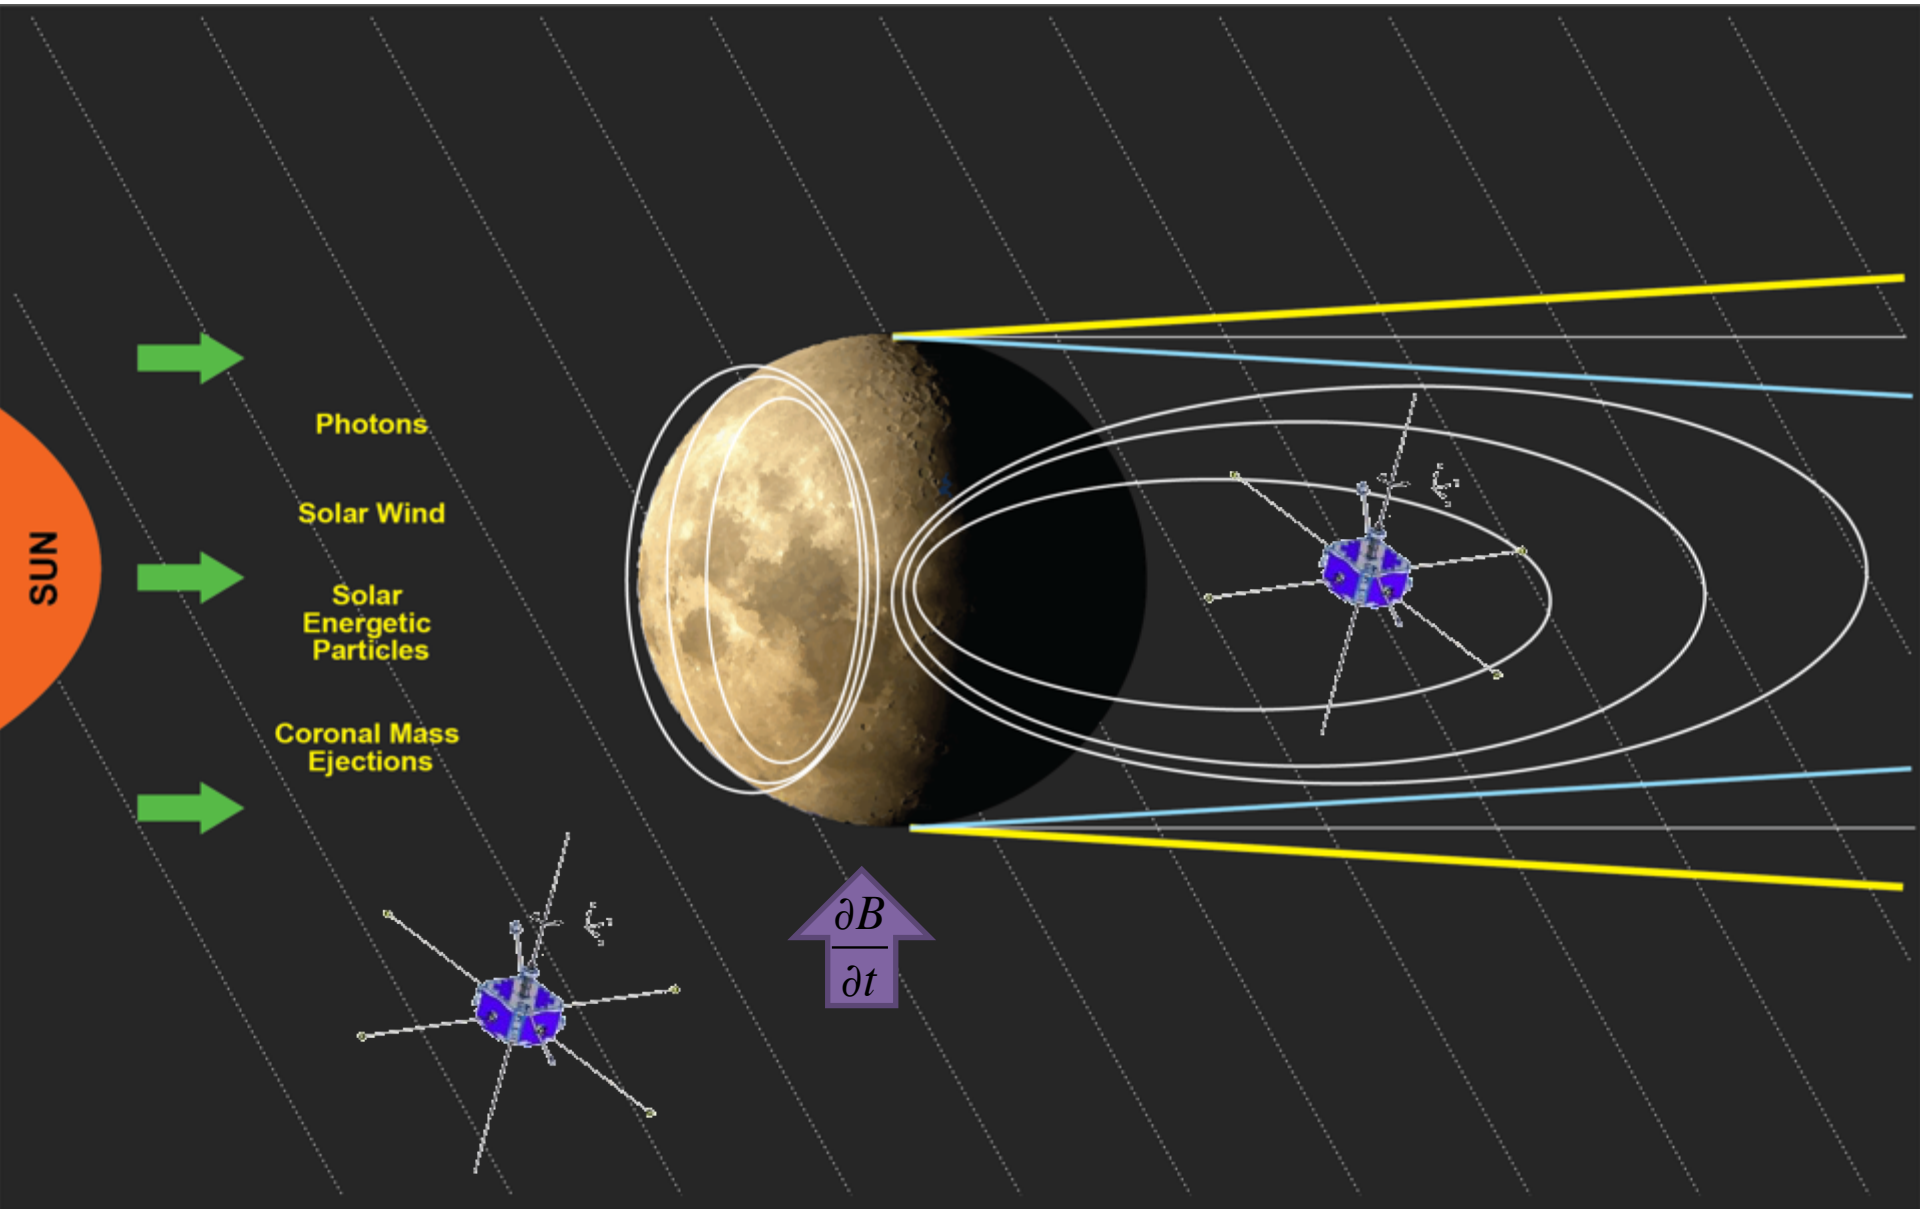 SUN
Photons
Solar Wind
Solar
Energetic
Particles
Coronal Mass
Ejections
∂B
∂t